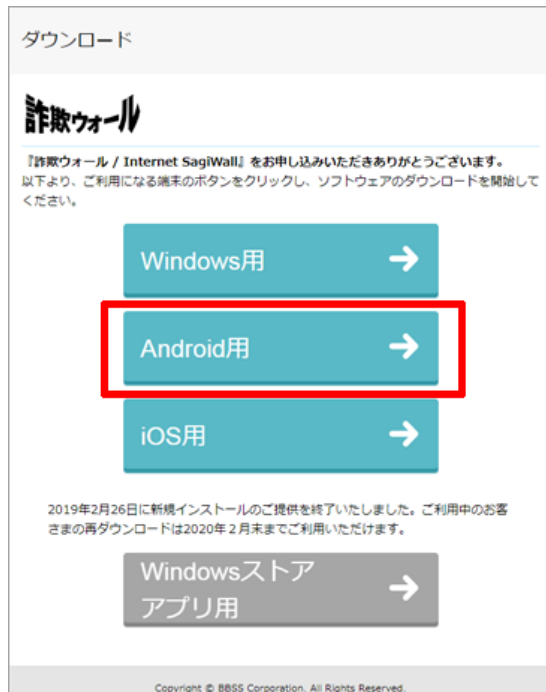 ダウンロード
詐欺ウォール
『詐欺ウォール / Internet SagiWall』をお申し込みいただきありがとうございます。
以下より、ご利用になる端末のボタンをクリックし、ソフトウェアのダウンロードを開始して
ください。
Windows用
Android用
iOS用
2019年2月26日に新規インストールのご提供を終了いたしました。ご利用中のお客
さまの再ダウンロードは2020年２月末までご利用いただけます。
Windowsストア
アプリ用
Copyright © BBSS Corporation. All Rights Reserved.